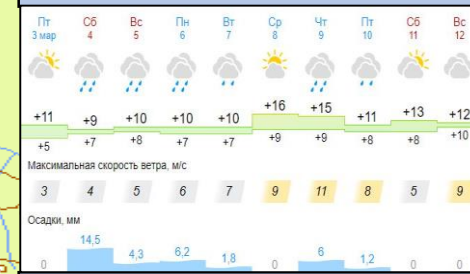 Пт Сб Вс Пн Вт Ср Чт Пт Сб Вс
3 мар 4 5 6 7 8 9 10 11 12
+11 +9 +10 +10 +10 +16 +15 +11 +13 +12
+5 +7 +8 +7 +7 +9 +9 +8 +8 +10
Максимальная скорость ветра, м/с
3 4 5 6 7 9 11 8 5 9
Осадки, мм
0 14,5 4,3 6,2 1,8 0 6 1,2 0 0